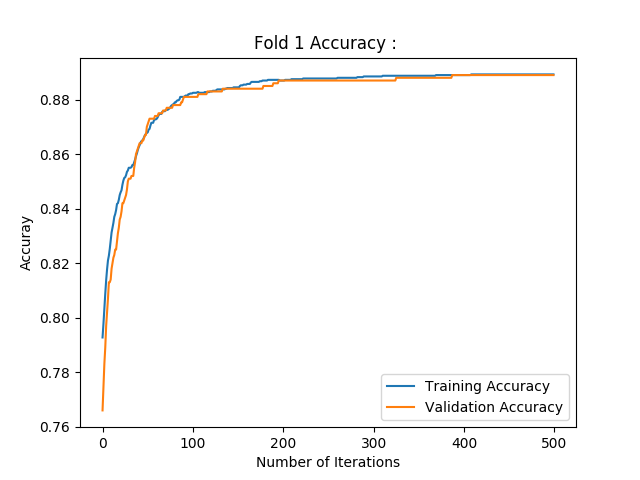 Fold 1 Accuracy :
Accuray
0.88
0.86
0.84
0.82
0.80
0.78
0.76
0 100 200 300 400 500
Number of Iterations
Training Accuracy
Validation Accuracy